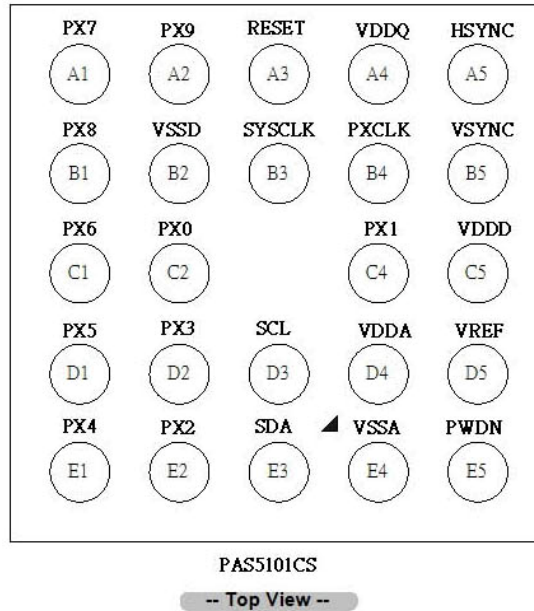 PX7 PX9 RESET VDDQ HSYNC
A1 A2 A3 A4 A5
PX8 VSSD SYSCLK PXCLK VSYNC
B1 B2 B3 B4 B5
PX6 PX0 PX1 VDDD
C1 C2 C4 C5
PX5 PX3 SCL VDDA VREF
D1 D2 D3 D4 D5
PX4 PX2 SDA VSSA PWDN
E1 E2 E3 E4 E5
PAS5101CS
-- Top View --